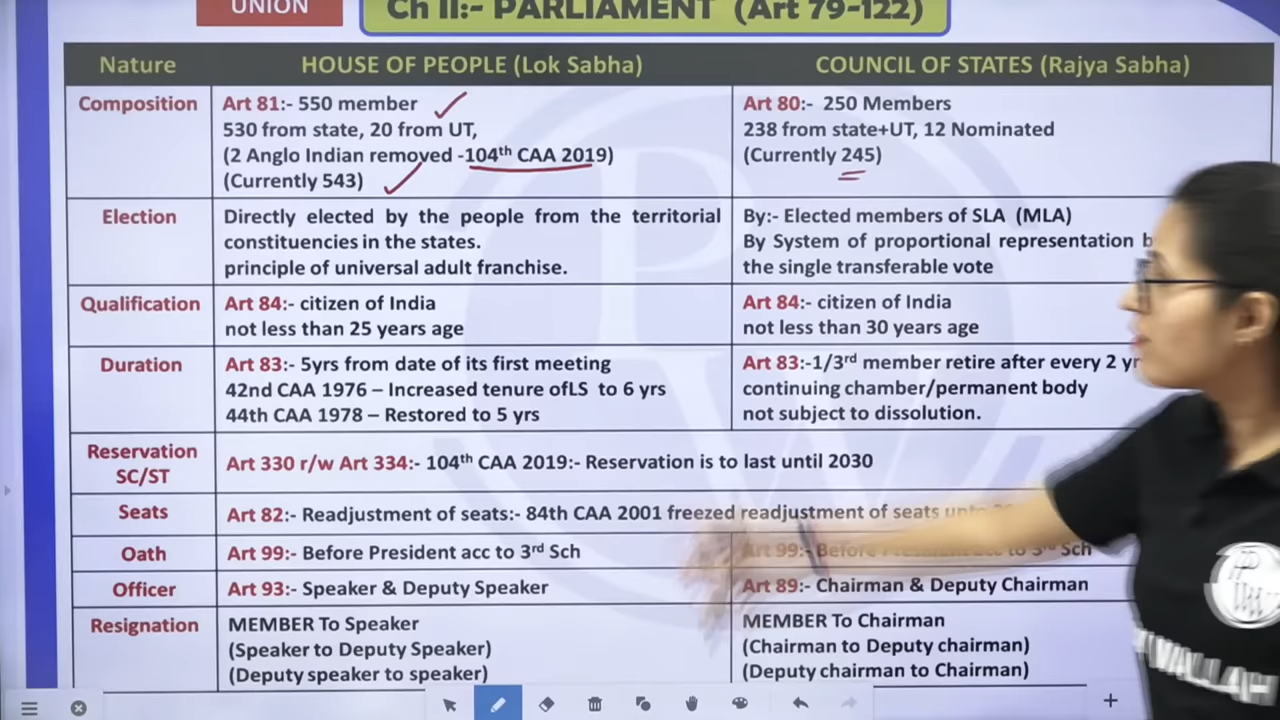 UNION
Ch II:- PARLIAMENT (Art 79-122)
Nature
HOUSE OF PEOPLE (Lok Sabha)
COUNCIL OF STATES (Rajya Sabha)
Composition
Art 81:- 550 member
530 from state, 20 from UT,
(2 Anglo Indian removed -104th CAA 2019)
(Currently 543)
Art 80:- 250 Members
238 from state+UT, 12 Nominated
(Currently 245)
Election
Directly elected by the people from the territorial
constituencies in the states.
principle of universal adult franchise.
By:- Elected members of SLA (MLA)
By System of proportional representation
the single transferable vote
Qualification
Art 84:- citizen of India
not less than 25 years age
Art 84:- citizen of India
not less than 30 years age
Duration
Art 83:- 5yrs from date of its first meeting
42nd CAA 1976 – Increased tenure ofLS to 6 yrs
44th CAA 1978 – Restored to 5 yrs
Art 83:-1/3rd member retire after every 2
continuing chamber/permanent body
not subject to dissolution.
Reservation
SC/ST
Art 330 r/w Art 334:- 104th CAA 2019:- Reservation is to last until 2030
Seats
Art 82:- Readjustment of seats:- 84th CAA 2001 freezed readjustment of seats
Oath
Art 99:- Before President acc to 3rd Sch
Art 99:- Before President acc to 3rd Sch
Officer
Art 93:- Speaker & Deputy Speaker
Art 89:- Chairman & Deputy Chairman
Resignation
MEMBER To Speaker
(Speaker to Deputy Speaker)
(Deputy speaker to speaker)
MEMBER To Chairman
(Chairman to Deputy chairman)
(Deputy chairman to Chairman)
PW